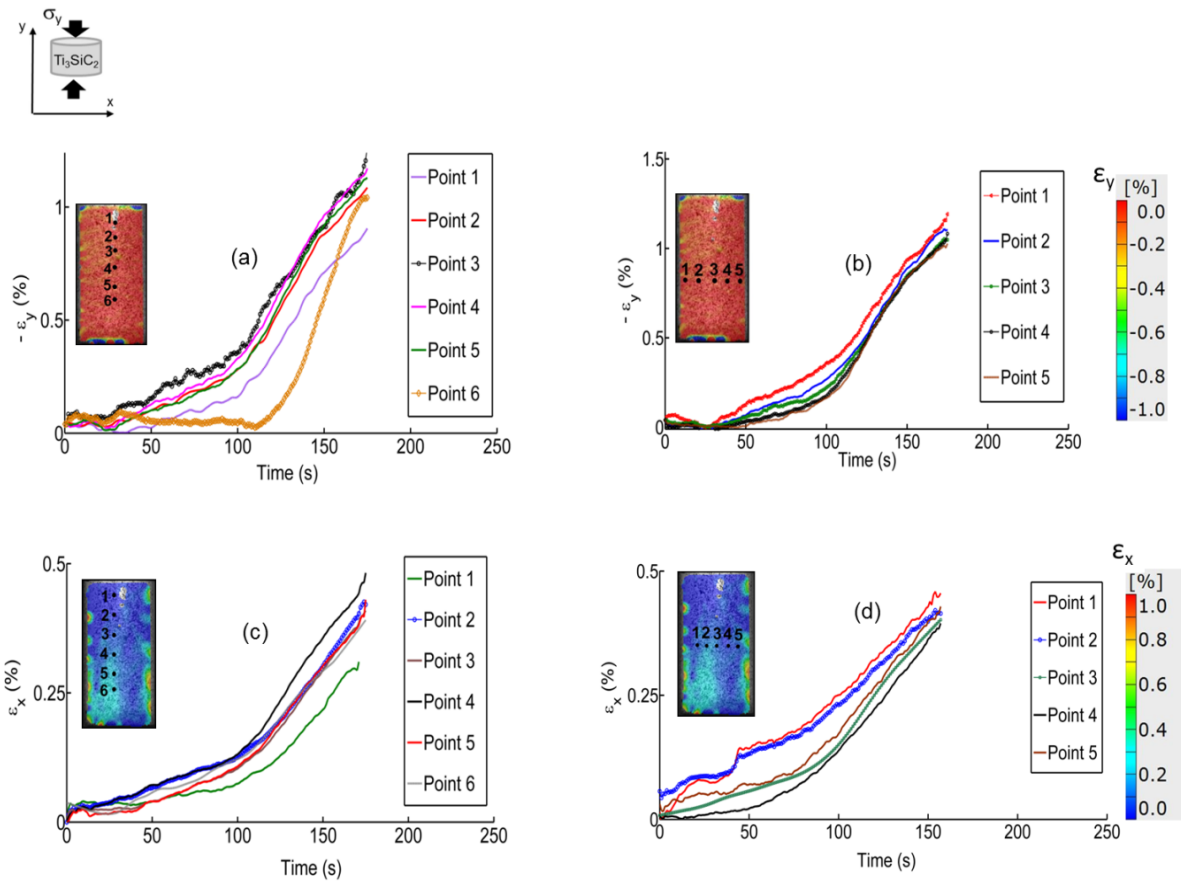 σy
y
Ti3SiC2
x
1
0.5
0
- εy (%)
1
2
3
4
5
6
(a)
0 50 100 150 200 250
Time (s)
Point 1
Point 2
Point 3
Point 4
Point 5
Point 6
1.5
1
0.5
0
- εy (%)
1 2 3 4 5
(b)
0 50 100 150 200 250
Time (s)
Point 1
Point 2
Point 3
Point 4
Point 5
εy
[%]
0.0
-0.2
-0.4
-0.6
-0.8
-1.0
0.5
0.25
0
εx (%)
1
2
3
4
5
6
(c)
0 50 100 150 200 250
Time (s)
Point 1
Point 2
Point 3
Point 4
Point 5
Point 6
0.5
0.25
0
εx (%)
1 2 3 4 5
(d)
0 50 100 150 200 250
Time (s)
Point 1
Point 2
Point 3
Point 4
Point 5
εx
[%]
1.0
0.8
0.6
0.4
0.2
0.0